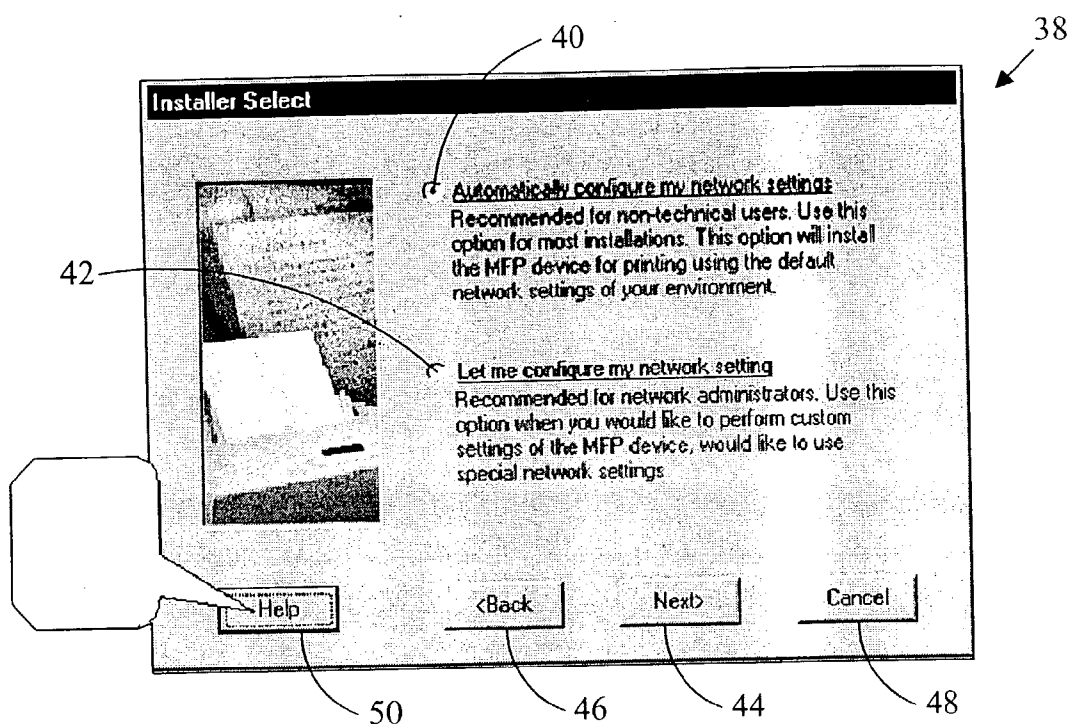 38
40
Installer Select
Automatically configure my network settings
Recommended for non-technical users. Use this
option for most installations. This option will install
the MFP device for printing using the default
network settings of your environment.
42
Let me configure my network setting
Recommended for network administrators. Use this
option when you would like to perform custom
settings of the MFP device, would like to use
special network settings
Help
<Back
Next>
Cancel
50
46
44
48